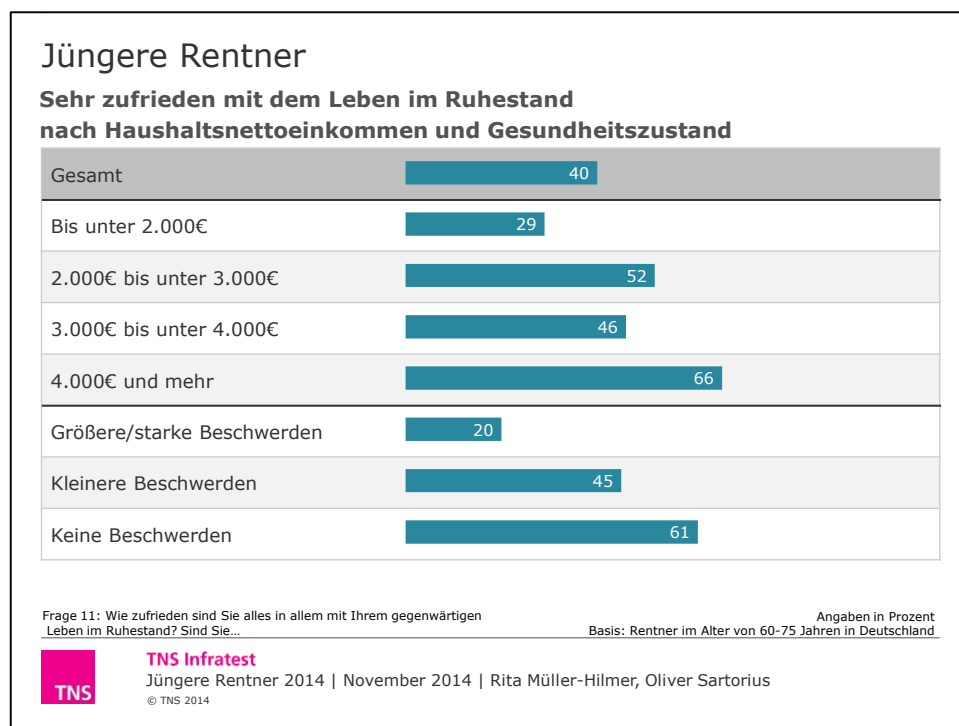 Jüngere Rentner
Sehr zufrieden mit dem Leben im Ruhestand
nach Haushaltsnettoeinkommen und Gesundheitszustand
Gesamt 40
Bis unter 2.000€ 29
2.000€ bis unter 3.000€ 52
3.000€ bis unter 4.000€ 46
4.000€ und mehr 66
Größere/starke Beschwerden 20
Kleinere Beschwerden 45
Keine Beschwerden 61
Frage 11: Wie zufrieden sind Sie alles in allem mit Ihrem gegenwärtigen
Leben im Ruhestand? Sind Sie…
Angaben in Prozent
Basis: Rentner im Alter von 60-75 Jahren in Deutschland
TNS
TNS Infratest
Jüngere Rentner 2014 | November 2014 | Rita Müller-Hilmer, Oliver Sartorius
© TNS 2014